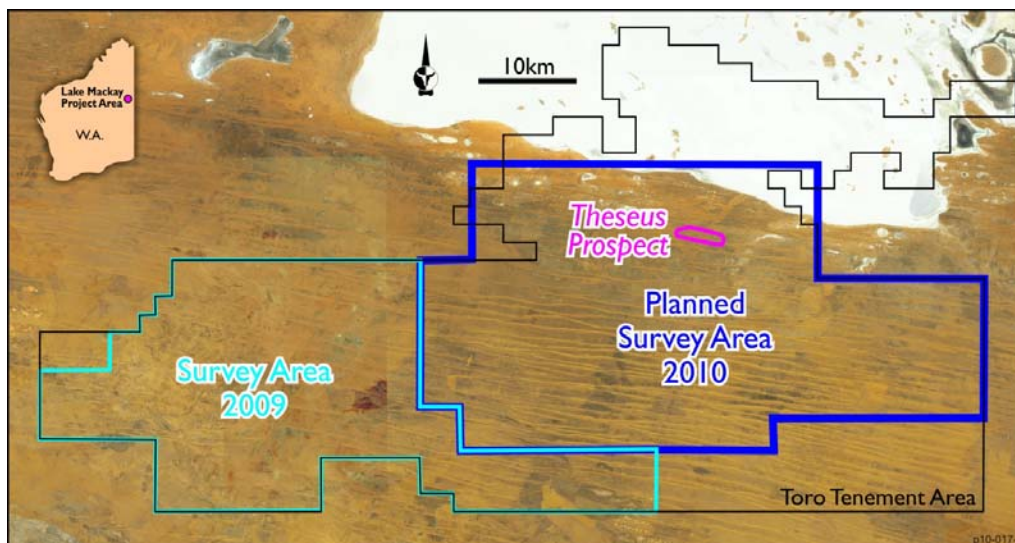 Lake Mackay
Project Area
W.A.
10km
Theseus
Prospect
Planned
Survey Area
2010
Survey Area
2009
Toro Tenement Area